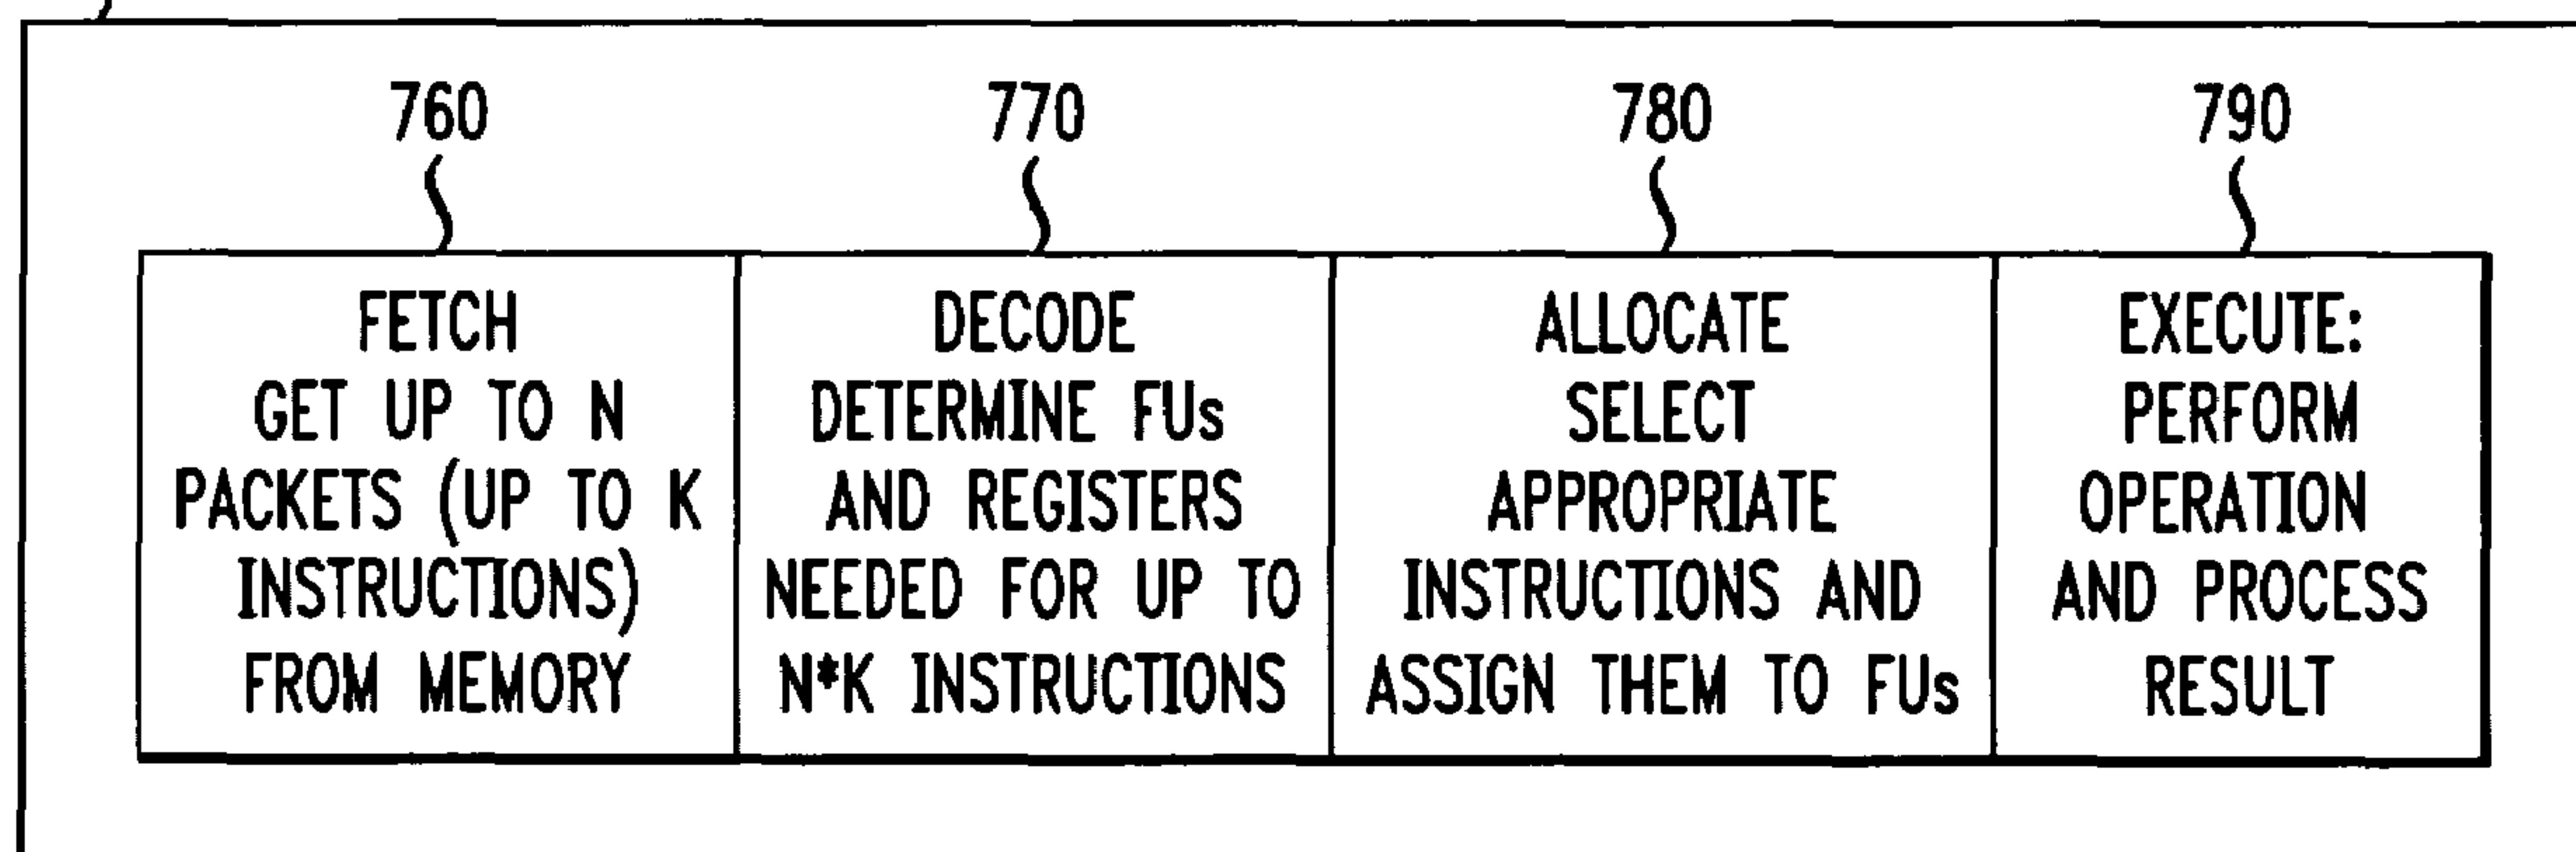 760
770
780
790
FETCH
GET UP TO N
PACKETS (UP TO K
INSTRUCTIONS)
FROM MEMORY
DECODE
DETERMINE FUs
AND REGISTERS
NEEDED FOR UP TO
N*K INSTRUCTIONS
ALLOCATE
SELECT
APPROPRIATE
INSTRUCTIONS AND
ASSIGN THEM TO FUs
EXECUTE:
PERFORM
OPERATION
AND PROCESS
RESULT